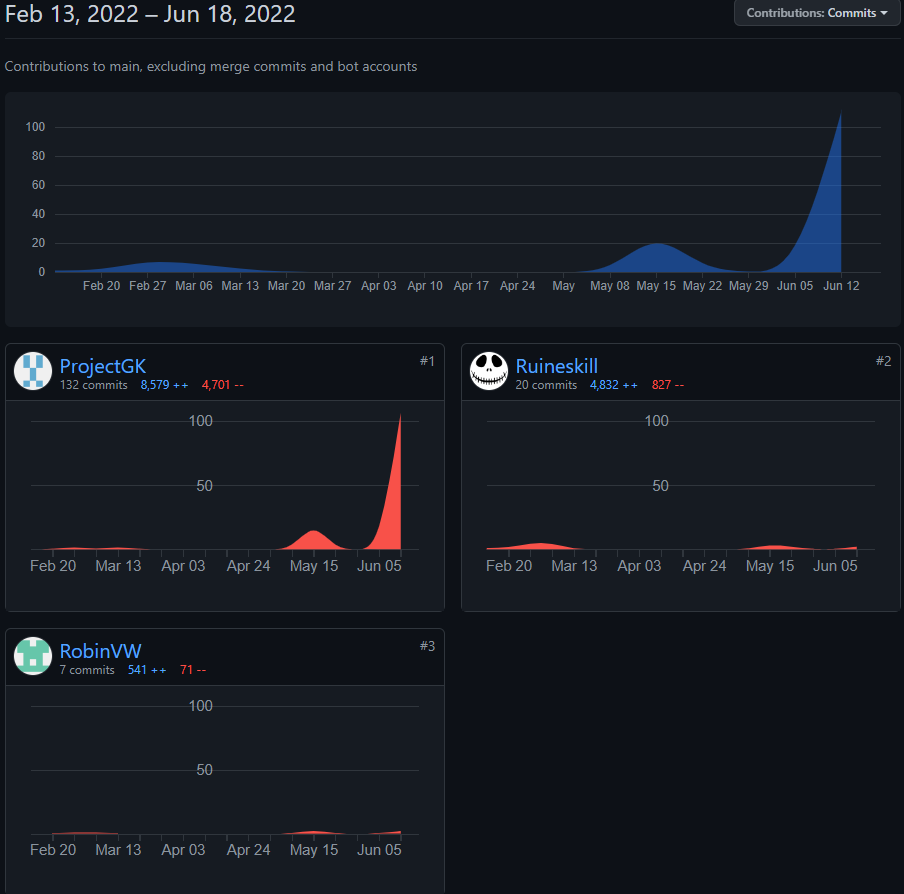 Feb 13, 2022 – Jun 18, 2022
Contributions: Commits
Contributions to main, excluding merge commits and bot accounts
100
80
60
40
20
0
Feb 20 Feb 27 Mar 06 Mar 13 Mar 20 Mar 27 Apr 03 Apr 10 Apr 17 Apr 24 May May 08 May 15 May 22 May 29 Jun 05 Jun 12
ProjectGK
#1
132 commits 8,579 ++ 4,701 --
100
50
Feb 20 Mar 13 Apr 03 Apr 24 May 15 Jun 05
Ruineskill
#2
20 commits 4,832 ++ 827 --
100
50
Feb 20 Mar 13 Apr 03 Apr 24 May 15 Jun 05
RobinVW
#3
7 commits 541 ++ 71 --
100
50
Feb 20 Mar 13 Apr 03 Apr 24 May 15 Jun 05